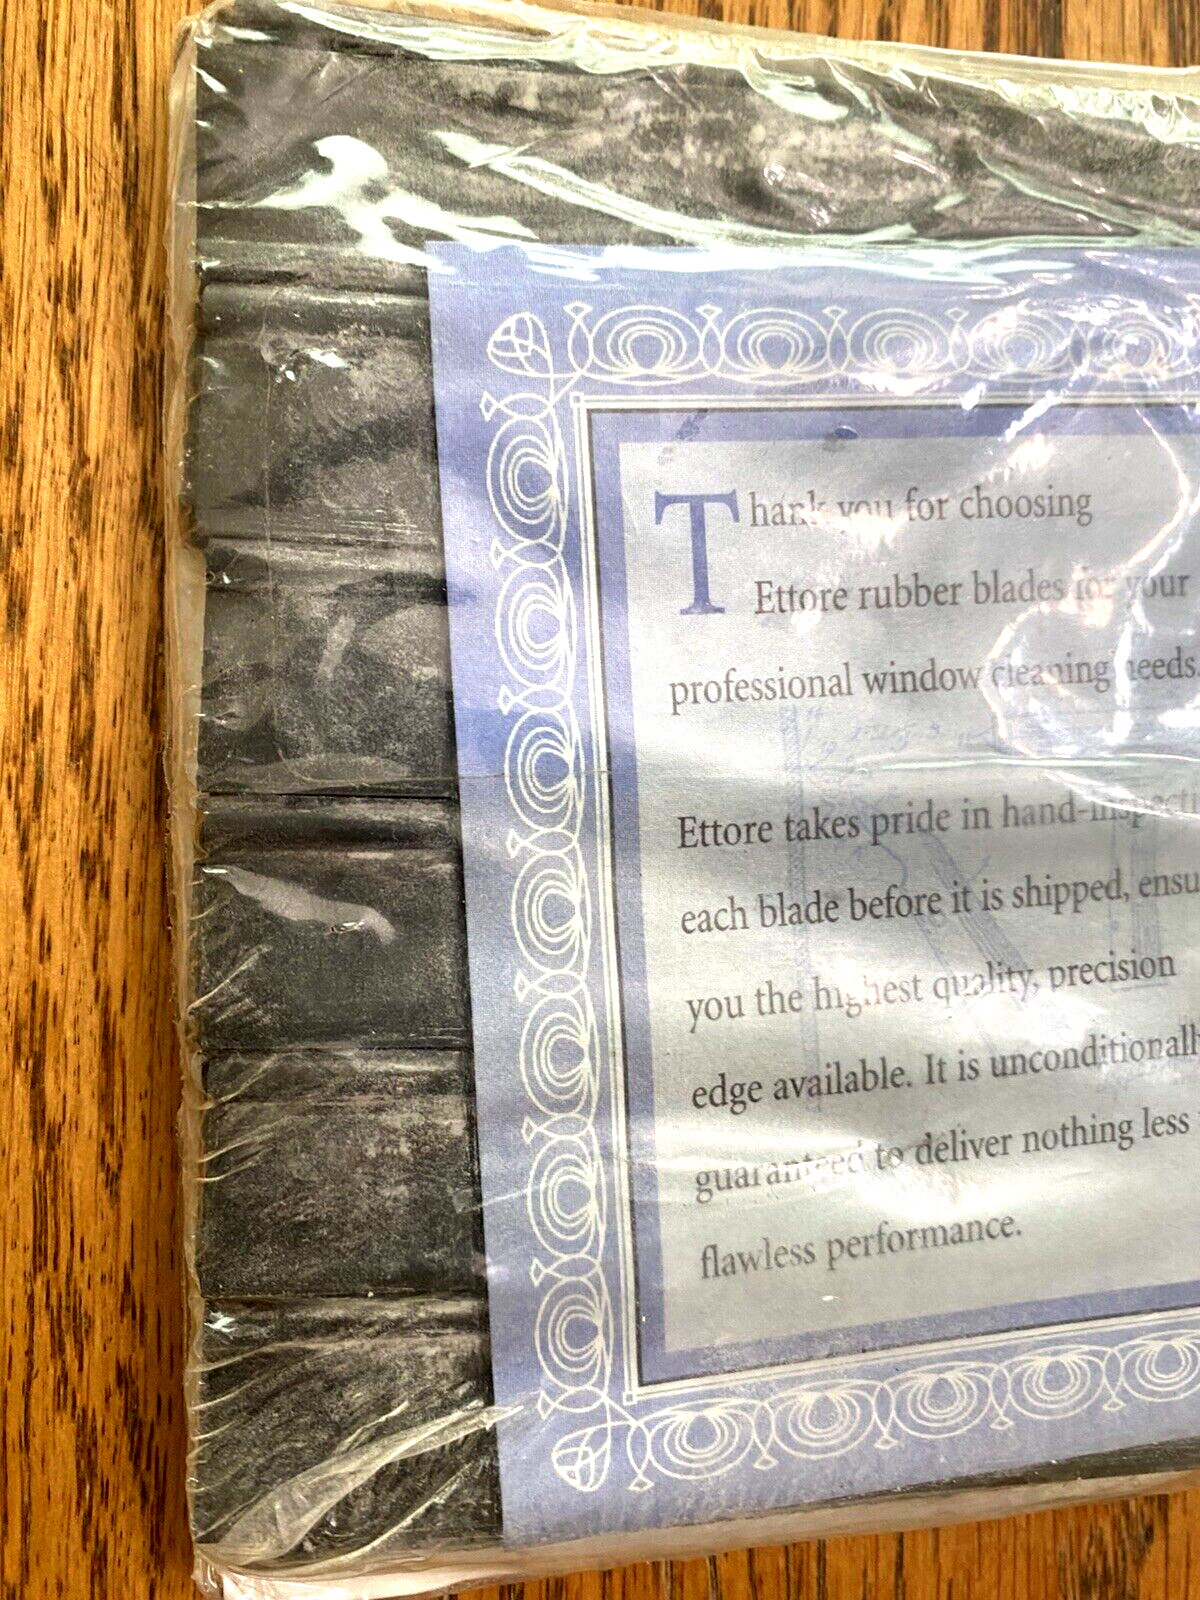 Thank you for choosing
Ettore rubber blades for your
professional window cleaning needs.
Ettore takes pride in
each blade before it is shipped,
you the highest quality, precision
edge available. It is
guaranteed to deliver nothing less
flawless performance.